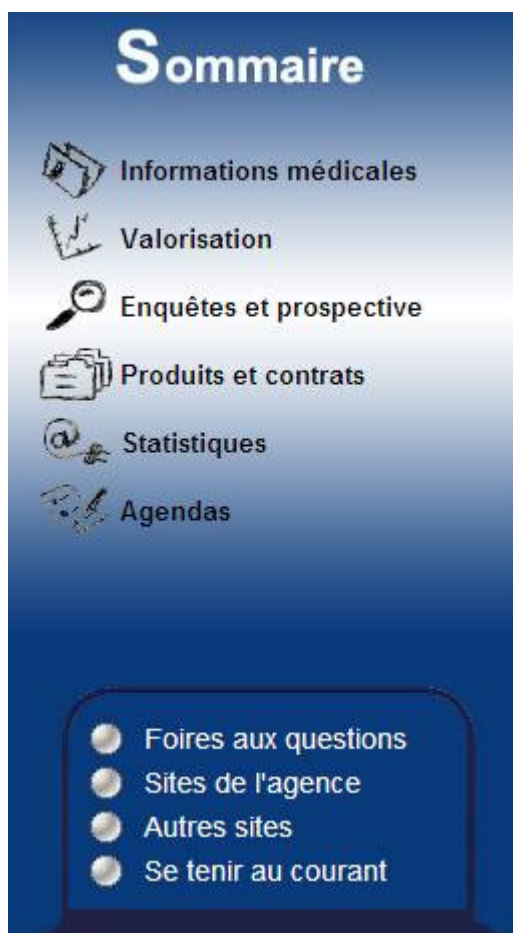 Sommaire
Informations médicales
Valorisation
Enquêtes et prospective
Produits et contrats
Statistiques
Agendas
Foires aux questions
Sites de l'agence
Autres sites
Se tenir au courant